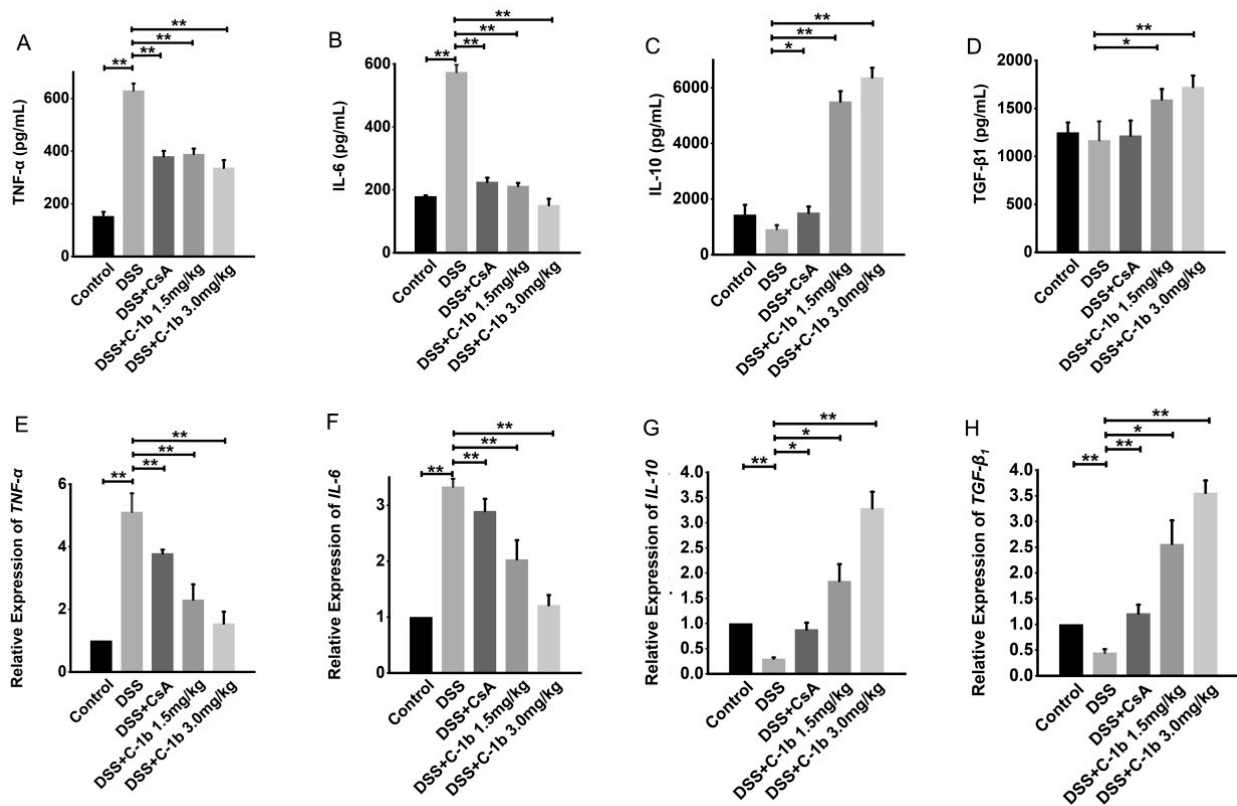 A
TNF-α (pg/mL)
600
400
200
0
**
**
**
**
Control
DSS
DSS+CsA
DSS+C-1b 1.5mg/kg
DSS+C-1b 3.0mg/kg
B
IL-6 (pg/mL)
600
400
200
0
**
**
**
**
Control
DSS
DSS+CsA
DSS+C-1b 1.5mg/kg
DSS+C-1b 3.0mg/kg
C
IL-10 (pg/mL)
6000
4000
2000
0
**
**
*
Control
DSS
DSS+CsA
DSS+C-1b 1.5mg/kg
DSS+C-1b 3.0mg/kg
D
TGF-β1 (pg/mL)
2000
1500
1000
500
0
**
*
Control
DSS
DSS+CsA
DSS+C-1b 1.5mg/kg
DSS+C-1b 3.0mg/kg
E
Relative Expression of TNF-α
6
4
2
0
**
**
**
**
Control
DSS
DSS+CsA
DSS+C-1b 1.5mg/kg
DSS+C-1b 3.0mg/kg
F
Relative Expression of IL-6
3
2
1
0
**
**
**
**
Control
DSS
DSS+CsA
DSS+C-1b 1.5mg/kg
DSS+C-1b 3.0mg/kg
G
Relative Expression of IL-10
4.0
3.5
3.0
2.5
2.0
1.5
1.0
0.5
0.0
**
*
*
**
Control
DSS
DSS+CsA
DSS+C-1b 1.5mg/kg
DSS+C-1b 3.0mg/kg
H
Relative Expression of TGF-β₁
4.0
3.5
3.0
2.5
2.0
1.5
1.0
0.5
0.0
**
*
**
**
Control
DSS
DSS+CsA
DSS+C-1b 1.5mg/kg
DSS+C-1b 3.0mg/kg